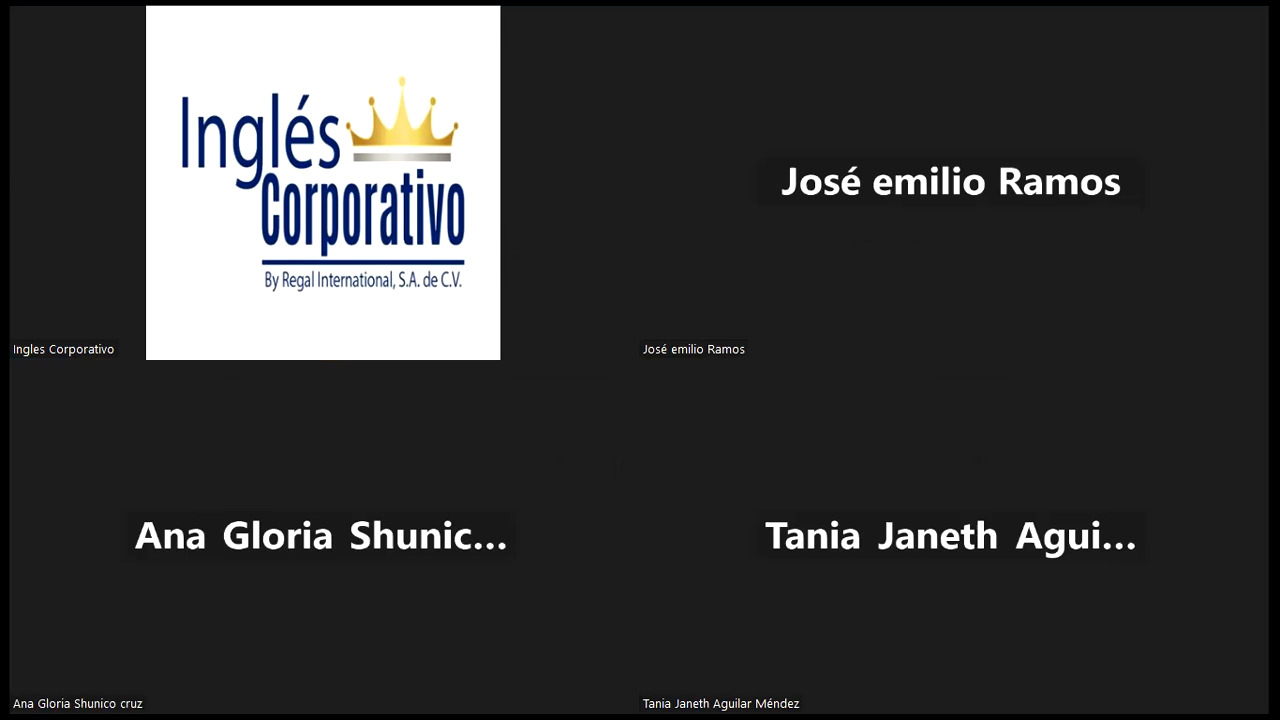 Inglés
Corporativo
By Regal International, S.A. de C.V.
Ingles Corporativo
José emilio Ramos
José emilio Ramos
Ana Gloria Shunic...
Ana Gloria Shunico cruz
Tania Janeth Agui...
Tania Janeth Aguilar Méndez